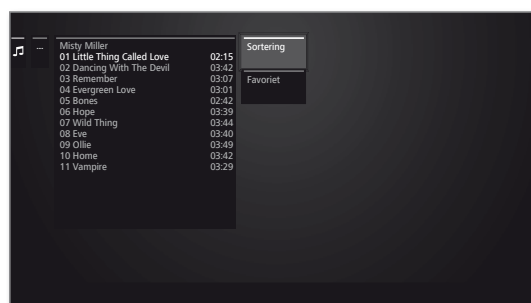 ...
Misty Miller
01 Little Thing Called Love 02:15
02 Dancing With The Devil 03:42
03 Remember 03:07
04 Evergreen Love 03:01
05 Bones 02:42
06 Hope 03:39
07 Wild Thing 03:44
08 Eve 03:40
09 Ollie 03:49
10 Home 03:42
11 Vampire 03:29
Sortering
Favoriet